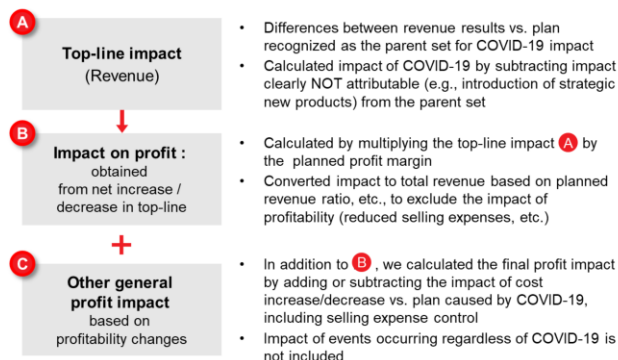 A
Top-line impact
(Revenue)
• Differences between revenue results vs. plan
recognized as the parent set for COVID-19 impact
• Calculated impact of COVID-19 by subtracting impact
clearly NOT attributable (e.g., introduction of strategic
new products) from the parent set
B
Impact on profit :
obtained
from net increase /
decrease in top-line
• Calculated by multiplying the top-line impact A by
the planned profit margin
• Converted impact to total revenue based on planned
revenue ratio, etc., to exclude the impact of
profitability (reduced selling expenses, etc.)
+
C
Other general
profit impact
based on
profitability changes
• In addition to B , we calculated the final profit impact
by adding or subtracting the impact of cost
increase/decrease vs. plan caused by COVID-19,
including selling expense control
• Impact of events occurring regardless of COVID-19 is
not included